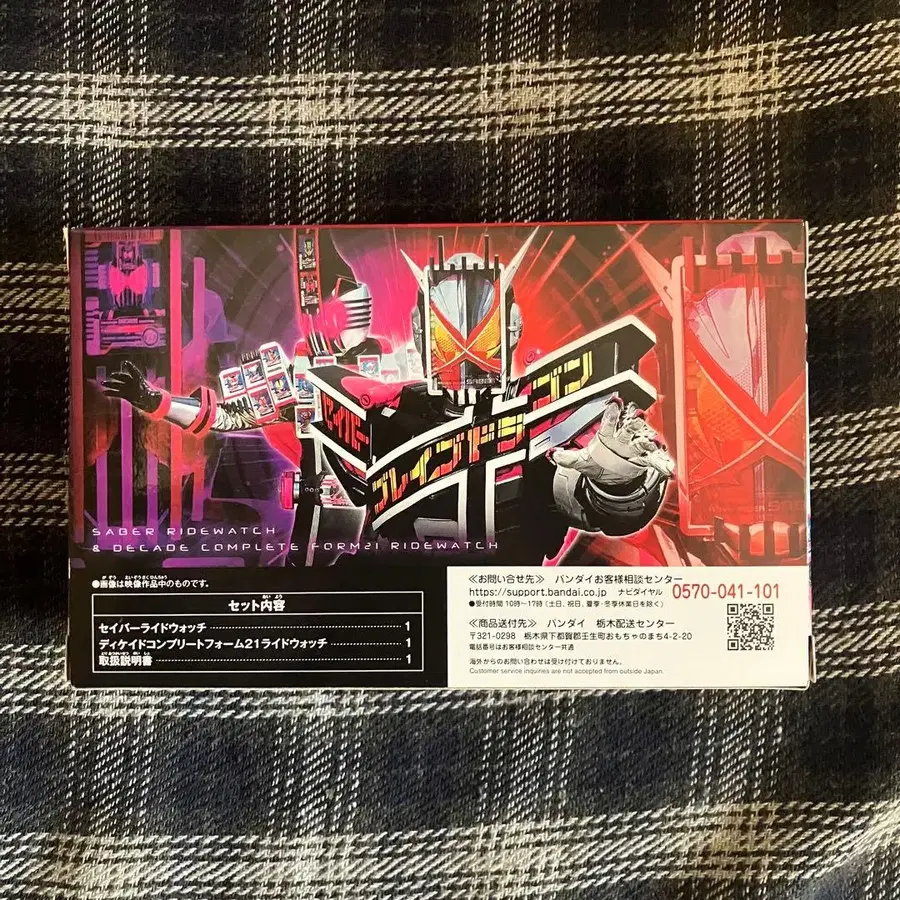 セイバー
ブレイブドラゴン
SABER RIDEWATCH
& DECADE COMPLETE FORM21 RIDEWATCH
●画像は映像作品中のものです。
セット内容
セイバーライドウォッチ 1
ディケイドコンプリートフォーム21ライドウォッチ 1
取扱説明書 1
≪お問い合せ先≫ バンダイお客様相談センター
https://support.bandai.co.jp ナビダイヤル 0570-041-101
●受付時間 10時〜17時(土日、祝日、夏季・冬季休業日を除く)
≪商品送付先≫ バンダイ 栃木配送センター
〒321-0298 栃木県下都賀郡壬生町おもちゃのまち4-2-20
電話番号はお客様相談センター共通
海外からのお問い合わせは受け付けておりません。
Customer service inquires are not accepted from outside Japan.